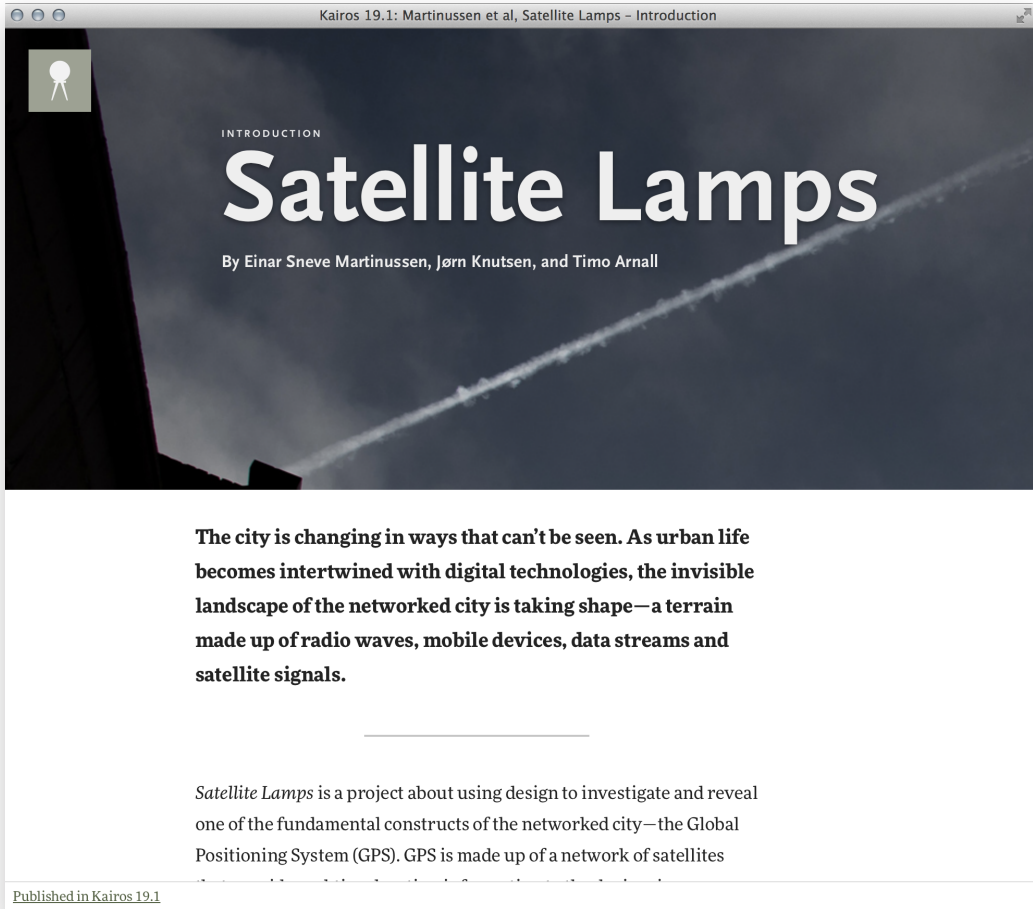 Kairos 19.1: Martinussen et al, Satellite Lamps – Introduction
INTRODUCTION
Satellite Lamps
By Einar Sneve Martinussen, Jørn Knutsen, and Timo Arnall
The city is changing in ways that can’t be seen. As urban life
becomes intertwined with digital technologies, the invisible
landscape of the networked city is taking shape—a terrain
made up of radio waves, mobile devices, data streams and
satellite signals.
Satellite Lamps is a project about using design to investigate and reveal
one of the fundamental constructs of the networked city—the Global
Positioning System (GPS). GPS is made up of a network of satellites
Published in Kairos 19.1